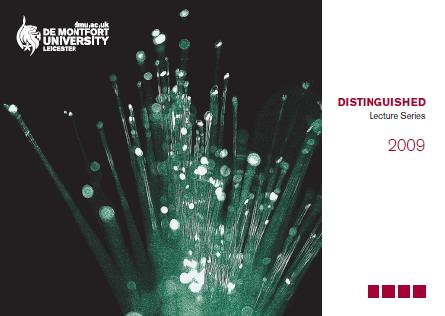 dmu.ac.uk
DE MONTFORT
UNIVERSITY
LEICESTER
DISTINGUISHED
Lecture Series
2009